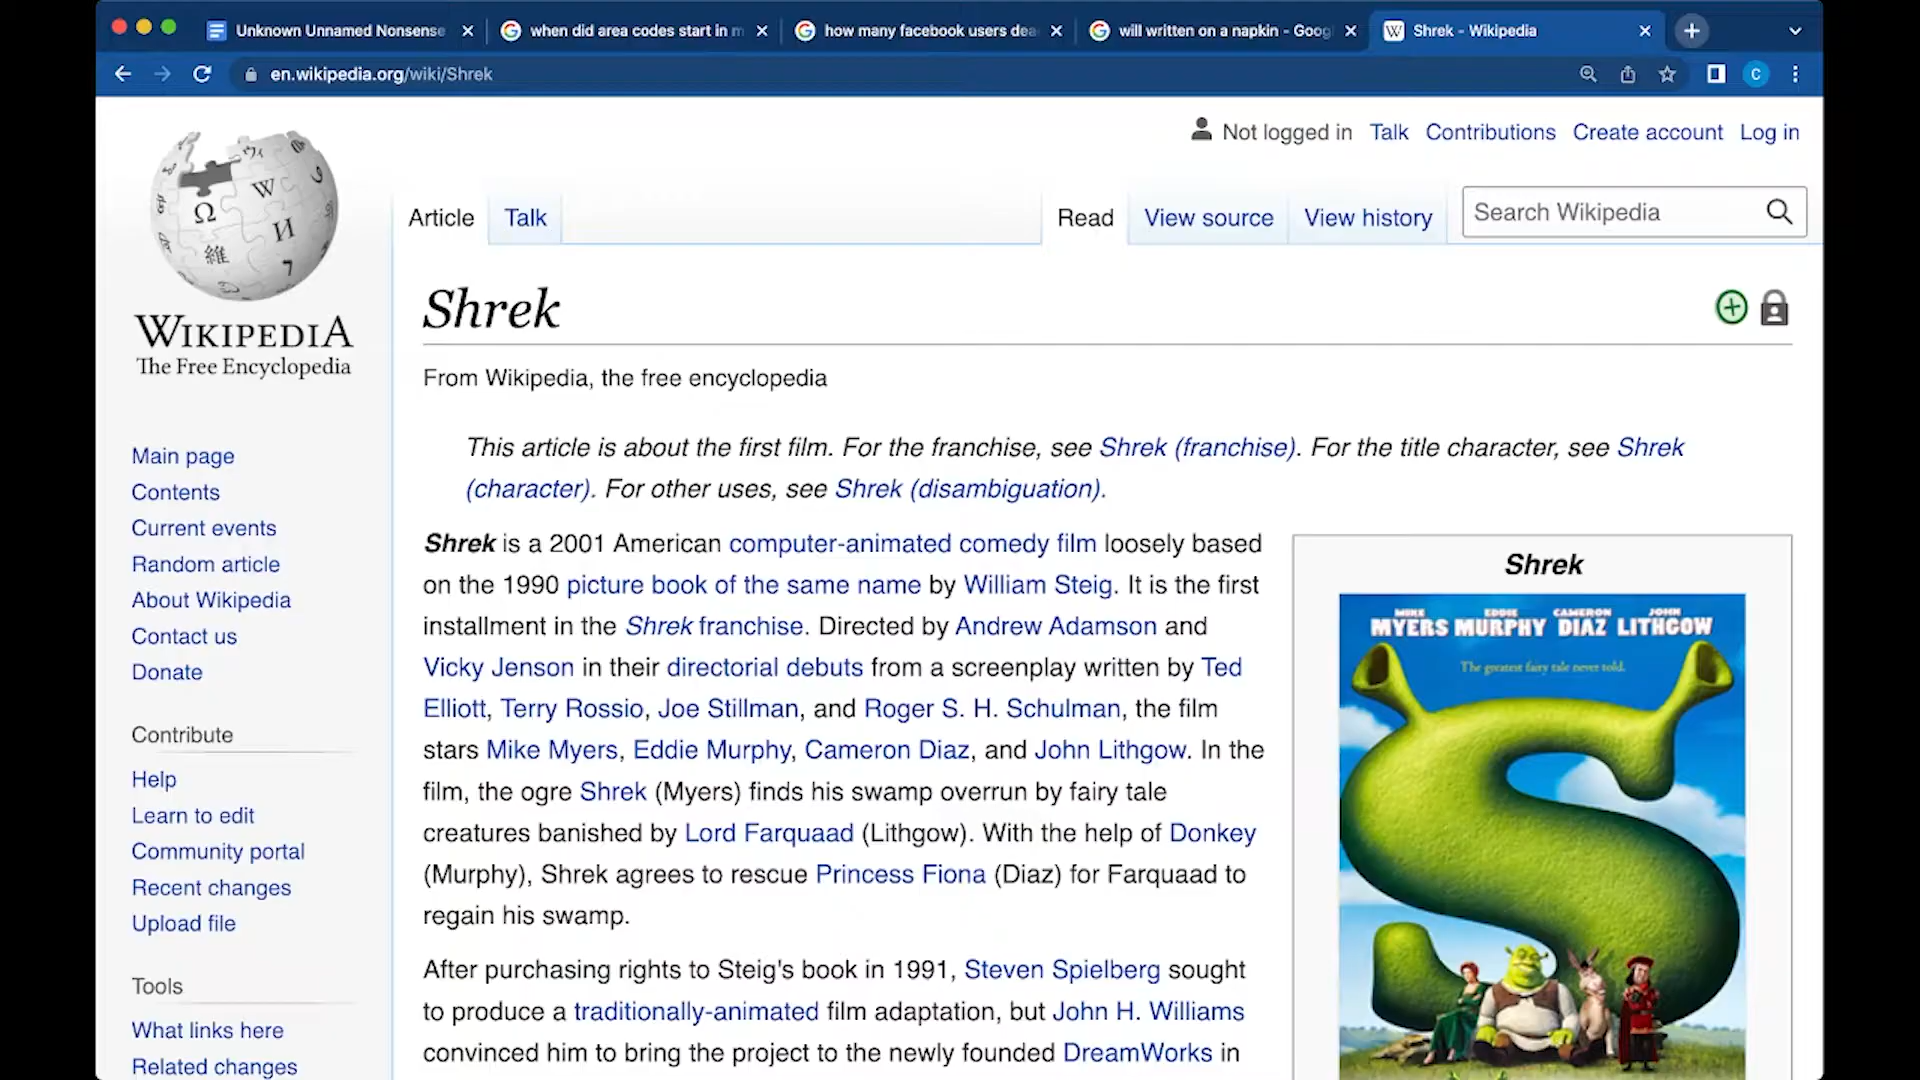 Unknown Unnamed Nonsense
when did area codes start in m
how many facebook users dea
will written on a napkin - Goog
Shrek - Wikipedia
en.wikipedia.org/wiki/Shrek
C
Not logged in Talk Contributions Create account Log in
Article Talk Read View source View history Search Wikipedia
WIKIPEDIA
The Free Encyclopedia
Main page
Contents
Current events
Random article
About Wikipedia
Contact us
Donate
Contribute
Help
Learn to edit
Community portal
Recent changes
Upload file
Tools
What links here
Related changes
Shrek
From Wikipedia, the free encyclopedia
This article is about the first film. For the franchise, see Shrek (franchise). For the title character, see Shrek
(character). For other uses, see Shrek (disambiguation).
Shrek is a 2001 American computer-animated comedy film loosely based
on the 1990 picture book of the same name by William Steig. It is the first
installment in the Shrek franchise. Directed by Andrew Adamson and
Vicky Jenson in their directorial debuts from a screenplay written by Ted
Elliott, Terry Rossio, Joe Stillman, and Roger S. H. Schulman, the film
stars Mike Myers, Eddie Murphy, Cameron Diaz, and John Lithgow. In the
film, the ogre Shrek (Myers) finds his swamp overrun by fairy tale
creatures banished by Lord Farquaad (Lithgow). With the help of Donkey
(Murphy), Shrek agrees to rescue Princess Fiona (Diaz) for Farquaad to
regain his swamp.
After purchasing rights to Steig's book in 1991, Steven Spielberg sought
to produce a traditionally-animated film adaptation, but John H. Williams
convinced him to bring the project to the newly founded DreamWorks in
Shrek
MIKE EDDIE CAMERON JOHN
MYERS MURPHY DIAZ LITHGOW
The greatest fairy tale never told.